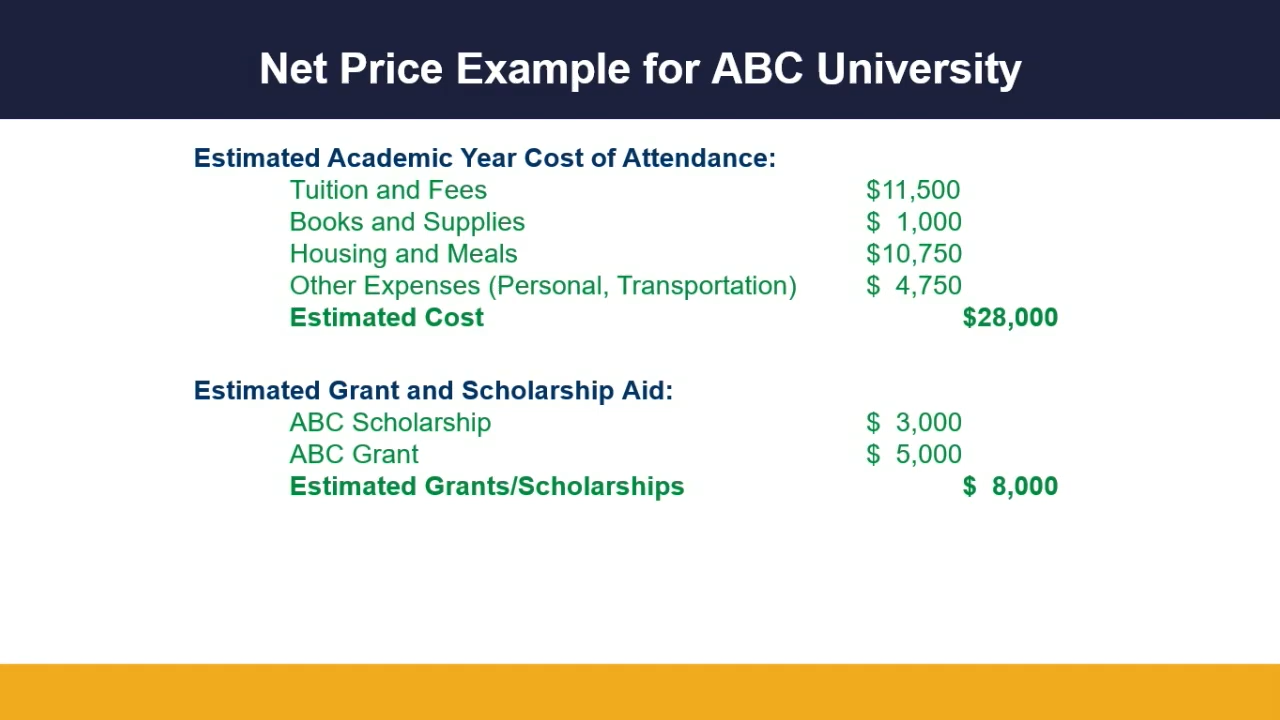 Net Price Example for ABC University
Estimated Academic Year Cost of Attendance:
Tuition and Fees $11,500
Books and Supplies $ 1,000
Housing and Meals $10,750
Other Expenses (Personal, Transportation) $ 4,750
Estimated Cost $28,000
Estimated Grant and Scholarship Aid:
ABC Scholarship $ 3,000
ABC Grant $ 5,000
Estimated Grants/Scholarships $ 8,000